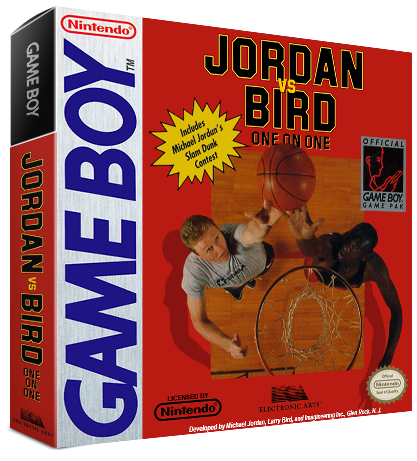 GAME BOY
JORDAN vs BIRD
ONE ON ONE
EA
Nintendo
GAME BOY
TM
JORDAN
VS
BIRD
ONE ON ONE
Includes
Michael Jordan's
Slam Dunk
Contest
OFFICIAL
GAME BOY
GAME PAK
LICENSED BY
Nintendo
EA
ELECTRONIC ARTS®
Official
Nintendo
Seal of Quality
Developed by Michael Jordan, Larry Bird, and Imagineering Inc., Glen Rock, N. J.